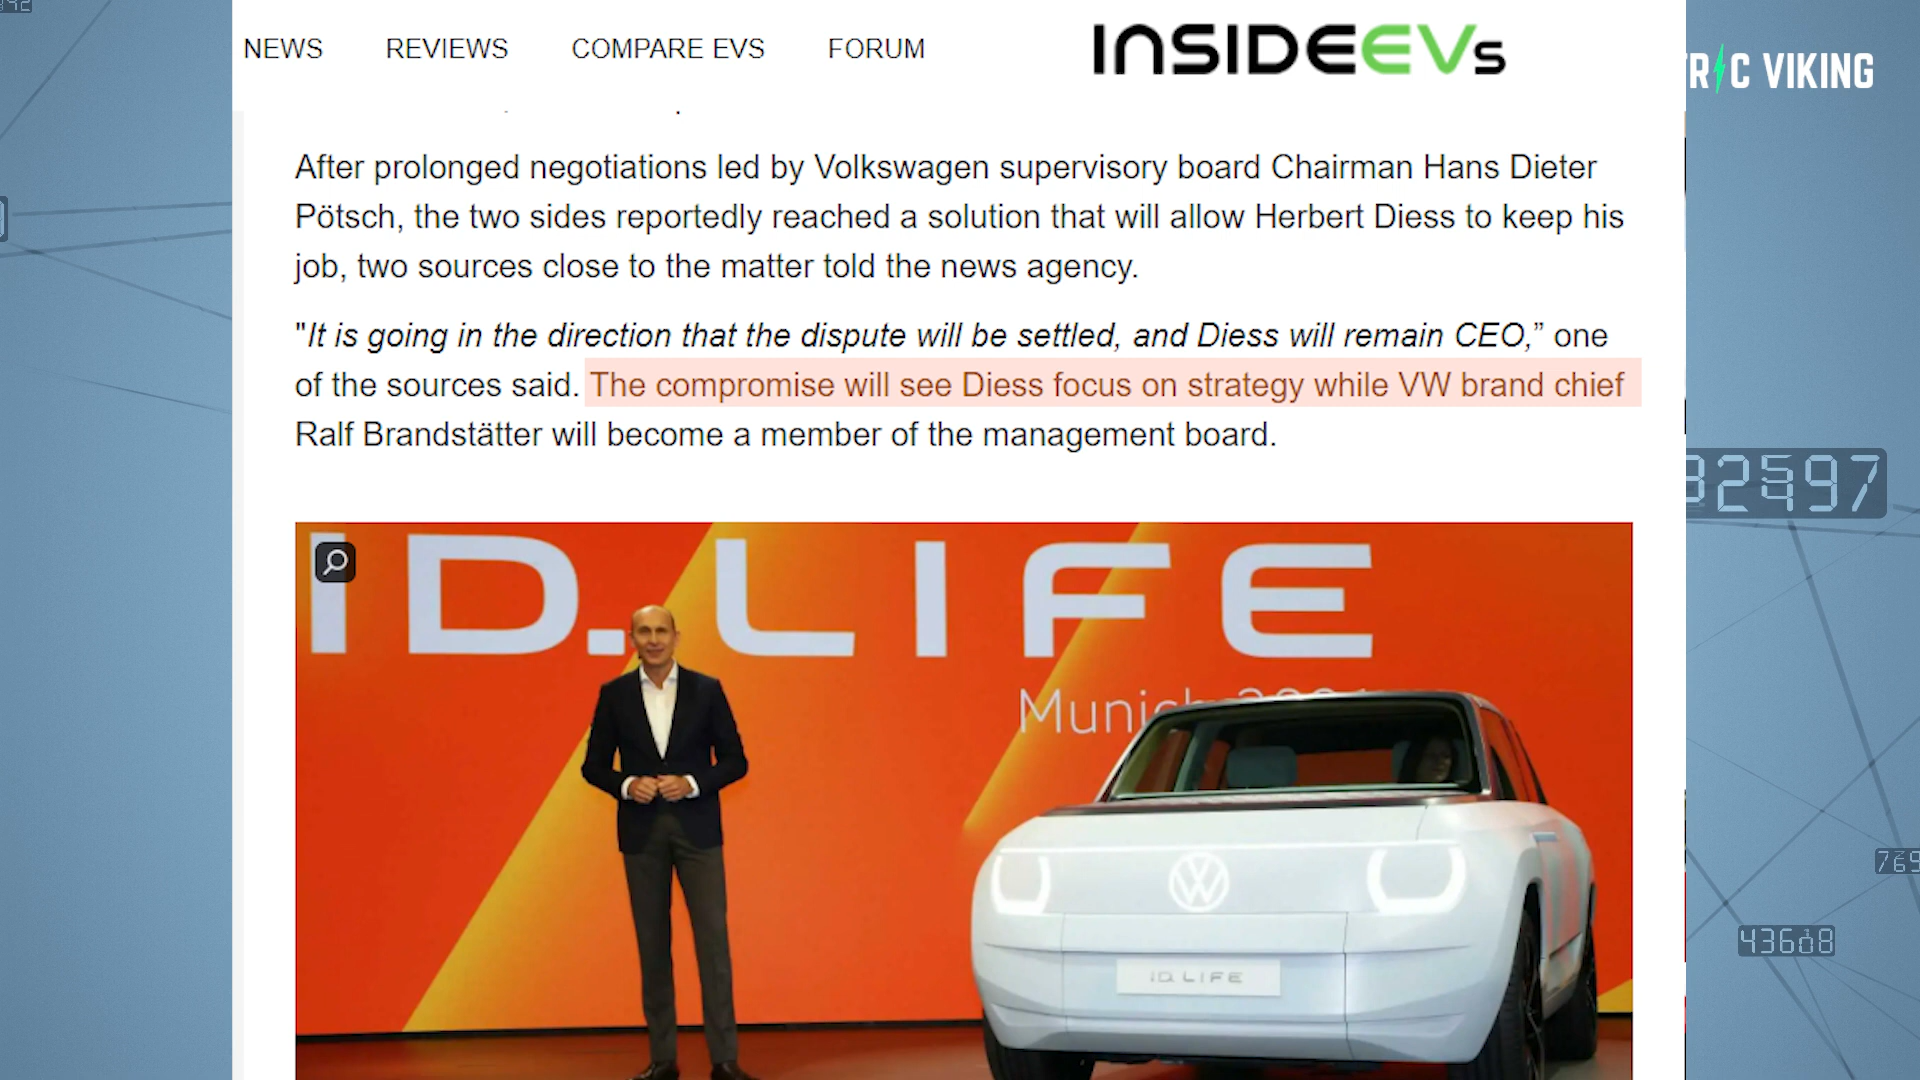 NEWS REVIEWS COMPARE EVS FORUM INSIDEEVs
RIC VIKING
After prolonged negotiations led by Volkswagen supervisory board Chairman Hans Dieter
Pötsch, the two sides reportedly reached a solution that will allow Herbert Diess to keep his
job, two sources close to the matter told the news agency.
"It is going in the direction that the dispute will be settled, and Diess will remain CEO,” one
of the sources said. The compromise will see Diess focus on strategy while VW brand chief
Ralf Brandstätter will become a member of the management board.
ID. LIFE
Munich
ID. LIFE
769